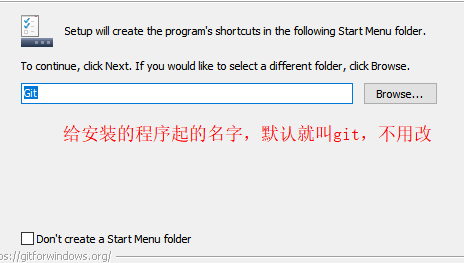 Setup will create the program's shortcuts in the following Start Menu folder.
To continue, click Next. If you would like to select a different folder, click Browse.
Git
Browse...
给安装的程序起的名字，默认就叫git，不用改
Don't create a Start Menu folder
ps://gitforwindows.org/